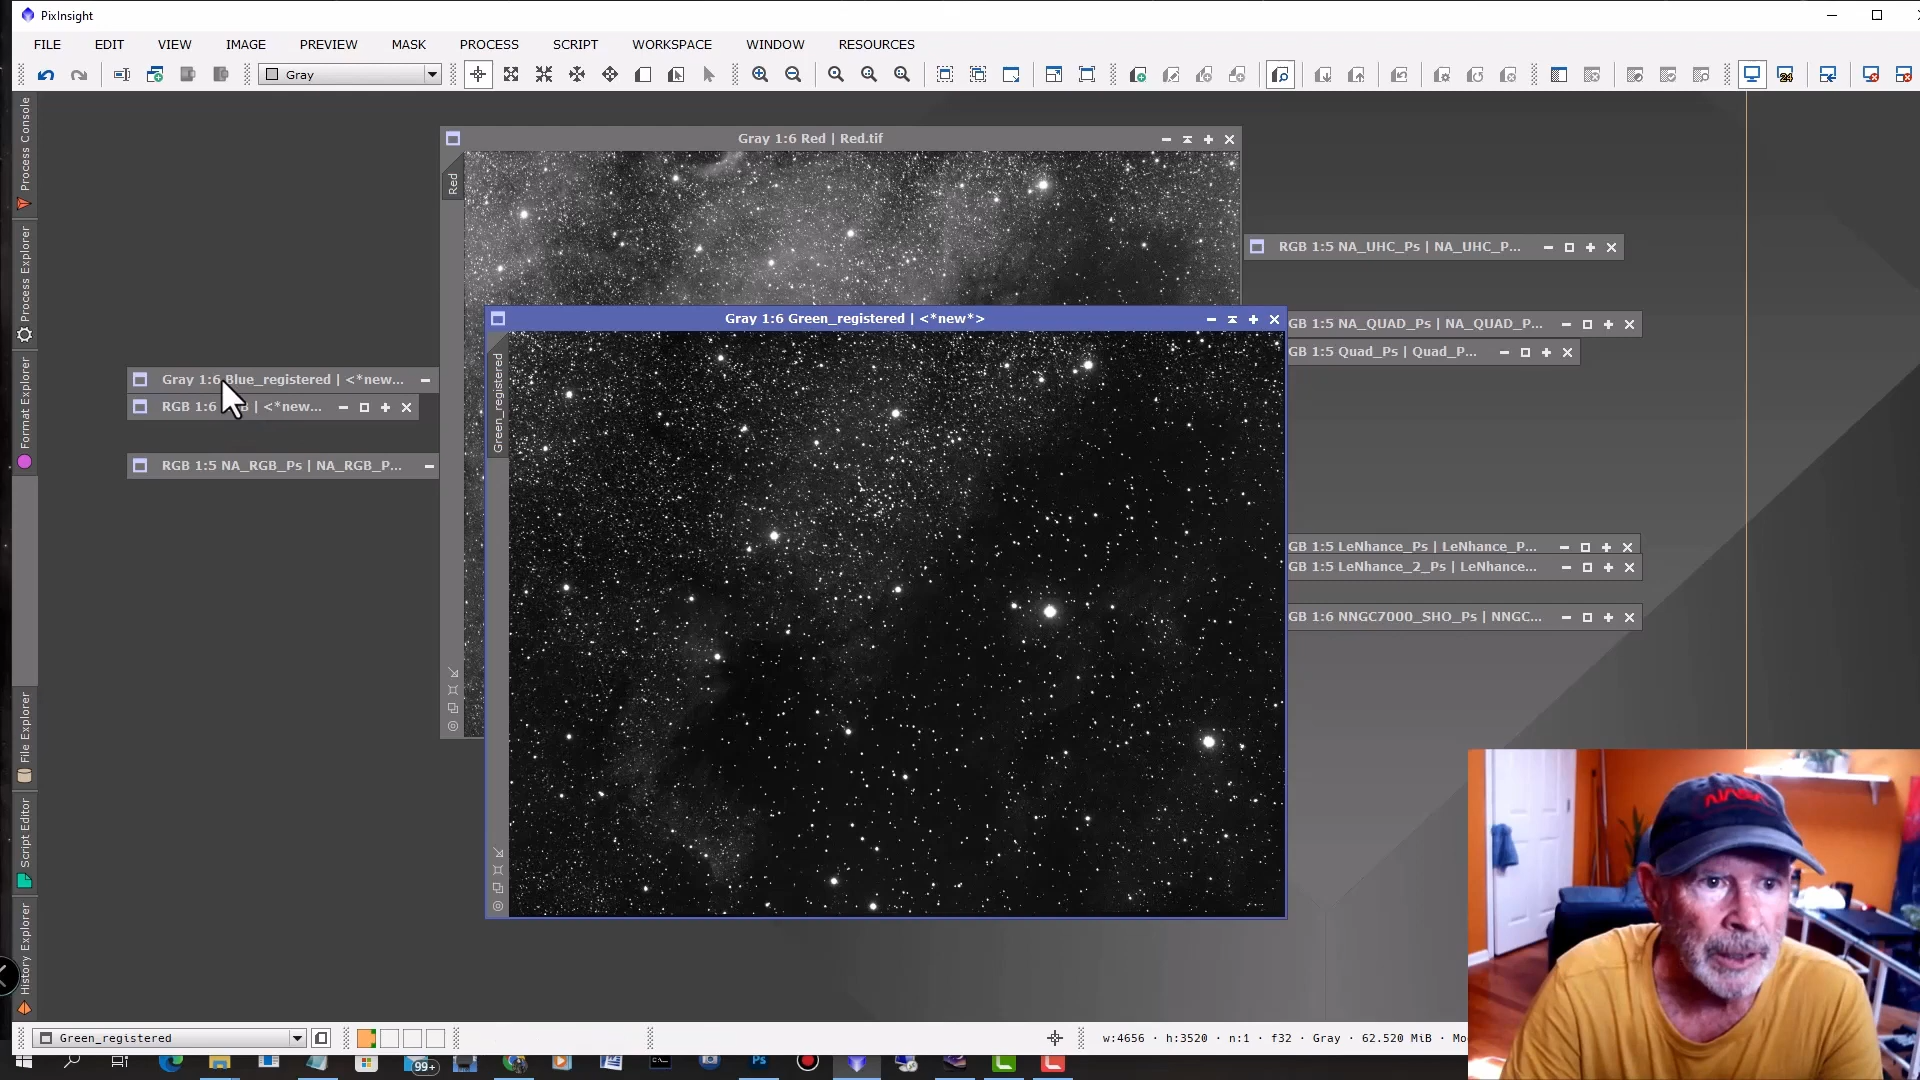 PixInsight
FILE EDIT VIEW IMAGE PREVIEW MASK PROCESS SCRIPT WORKSPACE WINDOW RESOURCES
Gray
24
Process Console
Process Explorer
Format Explorer
File Explorer
Script Editor
History Explorer
Gray 1:6 Red | Red.tif
Red
RGB 1:5 NA_UHC_Ps | NA_UHC_P...
Gray 1:6 Green_registered | <*new*>
Green_registered
GB 1:5 NA_QUAD_Ps | NA_QUAD_P...
GB 1:5 Quad_Ps | Quad_P...
Gray 1:6 Blue_registered | <*new...
RGB 1:6 B | <*new...
RGB 1:5 NA_RGB_Ps | NA_RGB_P...
GB 1:5 LeNhance_Ps | LeNhance_P...
GB 1:5 LeNhance_2_Ps | LeNhance...
GB 1:6 NNGC7000_SHO_Ps | NNGC...
NASA
Green_registered
w:4656 · h:3520 · n:1 · f32 · Gray · 62.520 MiB · Mo
99+
Ps